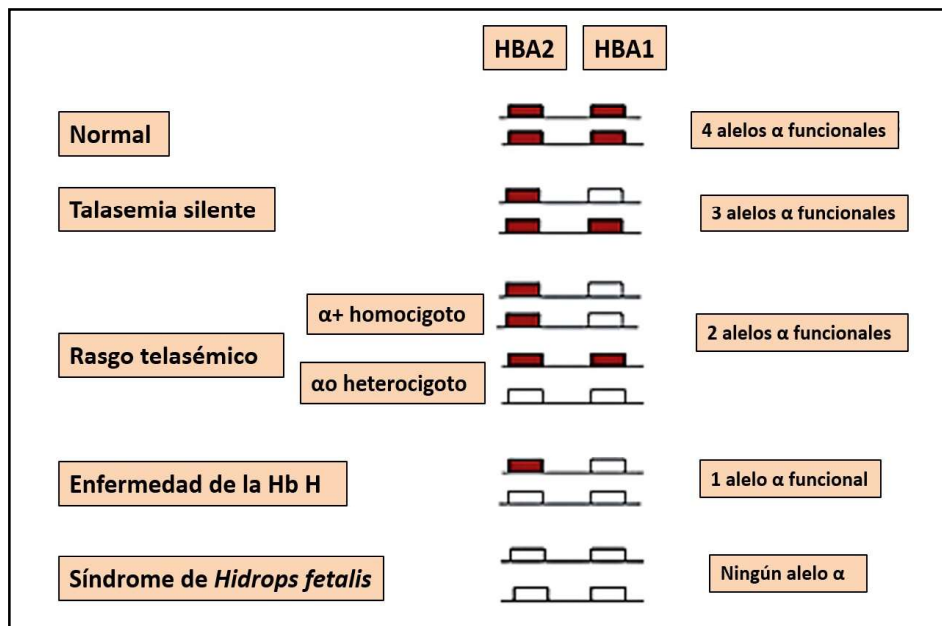 HBA2 HBA1
Normal
4 alelos α funcionales
Talasemia silente
3 alelos α funcionales
α+ homocigoto
2 alelos α funcionales
Rasgo telasémico
αo heterocigoto
Enfermedad de la Hb H
1 alelo α funcional
Síndrome de Hidrops fetalis
Ningún alelo α